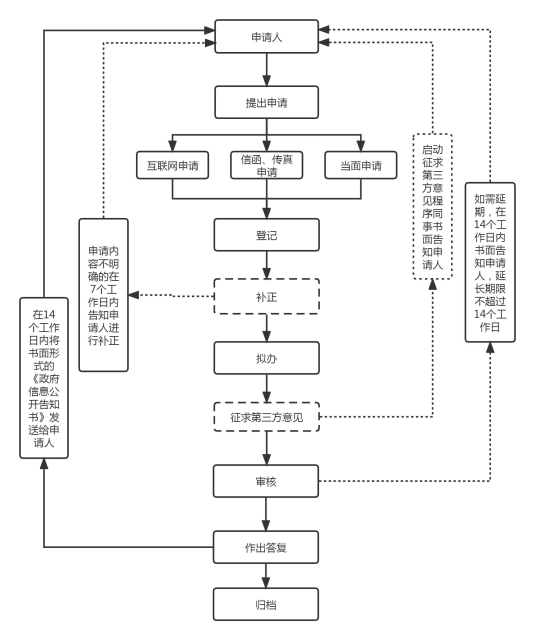 申请人
提出申请
互联网申请
信函、传真
申请
当面申请
登记
补正
拟办
征求第三方意见
审核
作出答复
归档
在14
个工作
日内将
书面形
式的
《政府
信息公
开告知
书》发
送给申
请人
申请内
容不明
确的在
7个工
作日内
告知申
请人进
行补正
启动
征求
第三
方意
见程
序同
事书
面告
知申
请人
如需延
期，在
14个工
作日内
书面告
知申请
人，延
长期限
不超过
14个工
作日